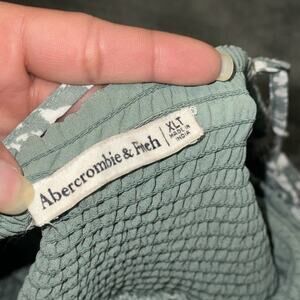 Abercrombie & Fitch
XLT
MADE IN
INDIA